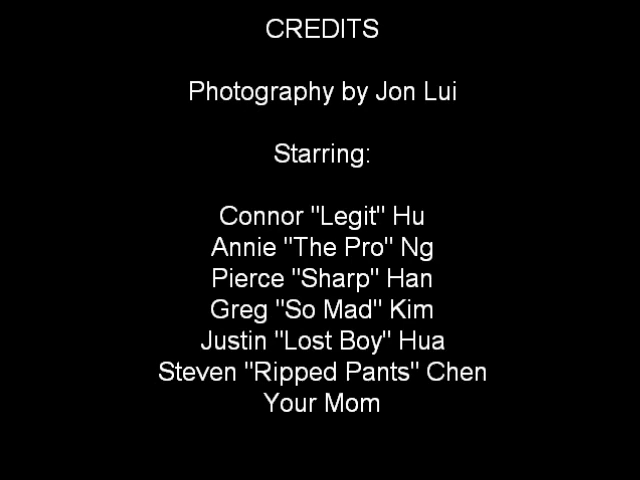 CREDITS
Photography by Jon Lui
Starring:
Connor "Legit" Hu
Annie "The Pro" Ng
Pierce "Sharp" Han
Greg "So Mad" Kim
Justin "Lost Boy" Hua
Steven "Ripped Pants" Chen
Your Mom